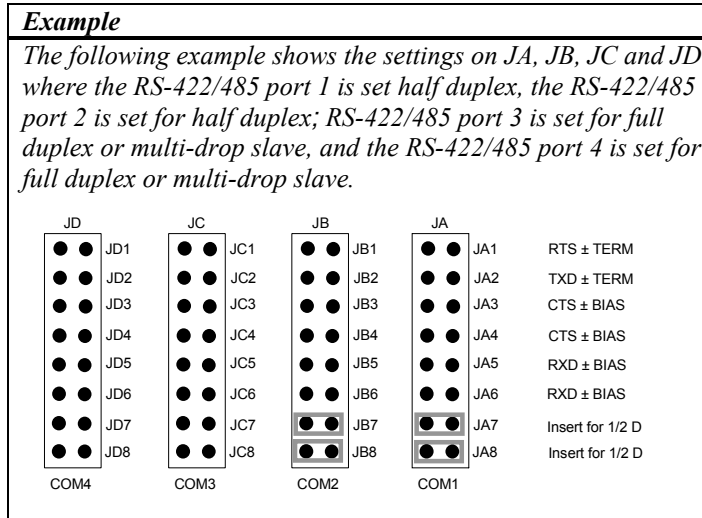 Example
The following example shows the settings on JA, JB, JC and JD
where the RS-422/485 port 1 is set half duplex, the RS-422/485
port 2 is set for half duplex; RS-422/485 port 3 is set for full
duplex or multi-drop slave, and the RS-422/485 port 4 is set for
full duplex or multi-drop slave.
JD JC JB JA
JD1 JC1 JB1 JA1 RTS ± TERM
JD2 JC2 JB2 JA2 TXD ± TERM
JD3 JC3 JB3 JA3 CTS ± BIAS
JD4 JC4 JB4 JA4 CTS ± BIAS
JD5 JC5 JB5 JA5 RXD ± BIAS
JD6 JC6 JB6 JA6 RXD ± BIAS
JD7 JC7 JB7 JA7 Insert for 1/2 D
JD8 JC8 JB8 JA8 Insert for 1/2 D
COM4 COM3 COM2 COM1